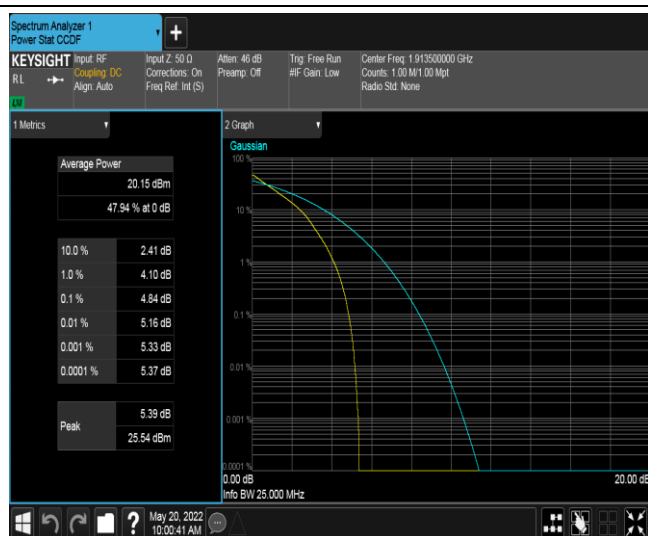 Spectrum Analyzer 1
Power Stat CCDF
+
KEYSIGHT
RL
LXI
Input: RF
Coupling: DC
Align: Auto
Input Z: 50 Ω
Corrections: On
Freq Ref: Int (S)
Atten: 46 dB
Preamp: Off
Trig: Free Run
#IF Gain: Low
Center Freq: 1.913500000 GHz
Counts: 1.00 M/1.00 Mpt
Radio Std: None
1 Metrics
Average Power
20.15 dBm
47.94 % at 0 dB
10.0 % 2.41 dB
1.0 % 4.10 dB
0.1 % 4.84 dB
0.01 % 5.16 dB
0.001 % 5.33 dB
0.0001 % 5.37 dB
Peak
5.39 dB
25.54 dBm
2 Graph
Gaussian
100 %
10 %
1 %
0.1 %
0.01 %
0.001 %
0.0001 %
0.00 dB 20.00 dB
Info BW 25.000 MHz
?
May 20, 2022
10:00:41 AM